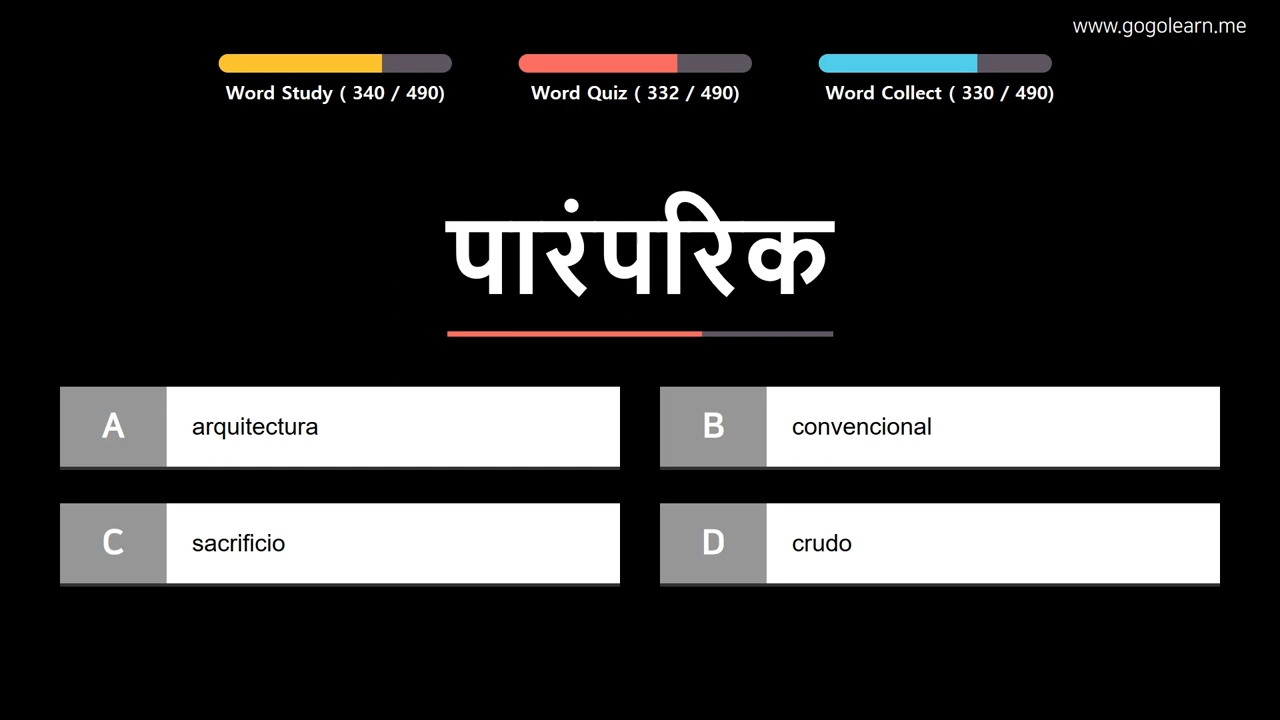 www.gogolearn.me
Word Study ( 340 / 490)
Word Quiz ( 332 / 490)
Word Collect ( 330 / 490)
पारंपरिक
A arquitectura
B convencional
C sacrificio
D crudo